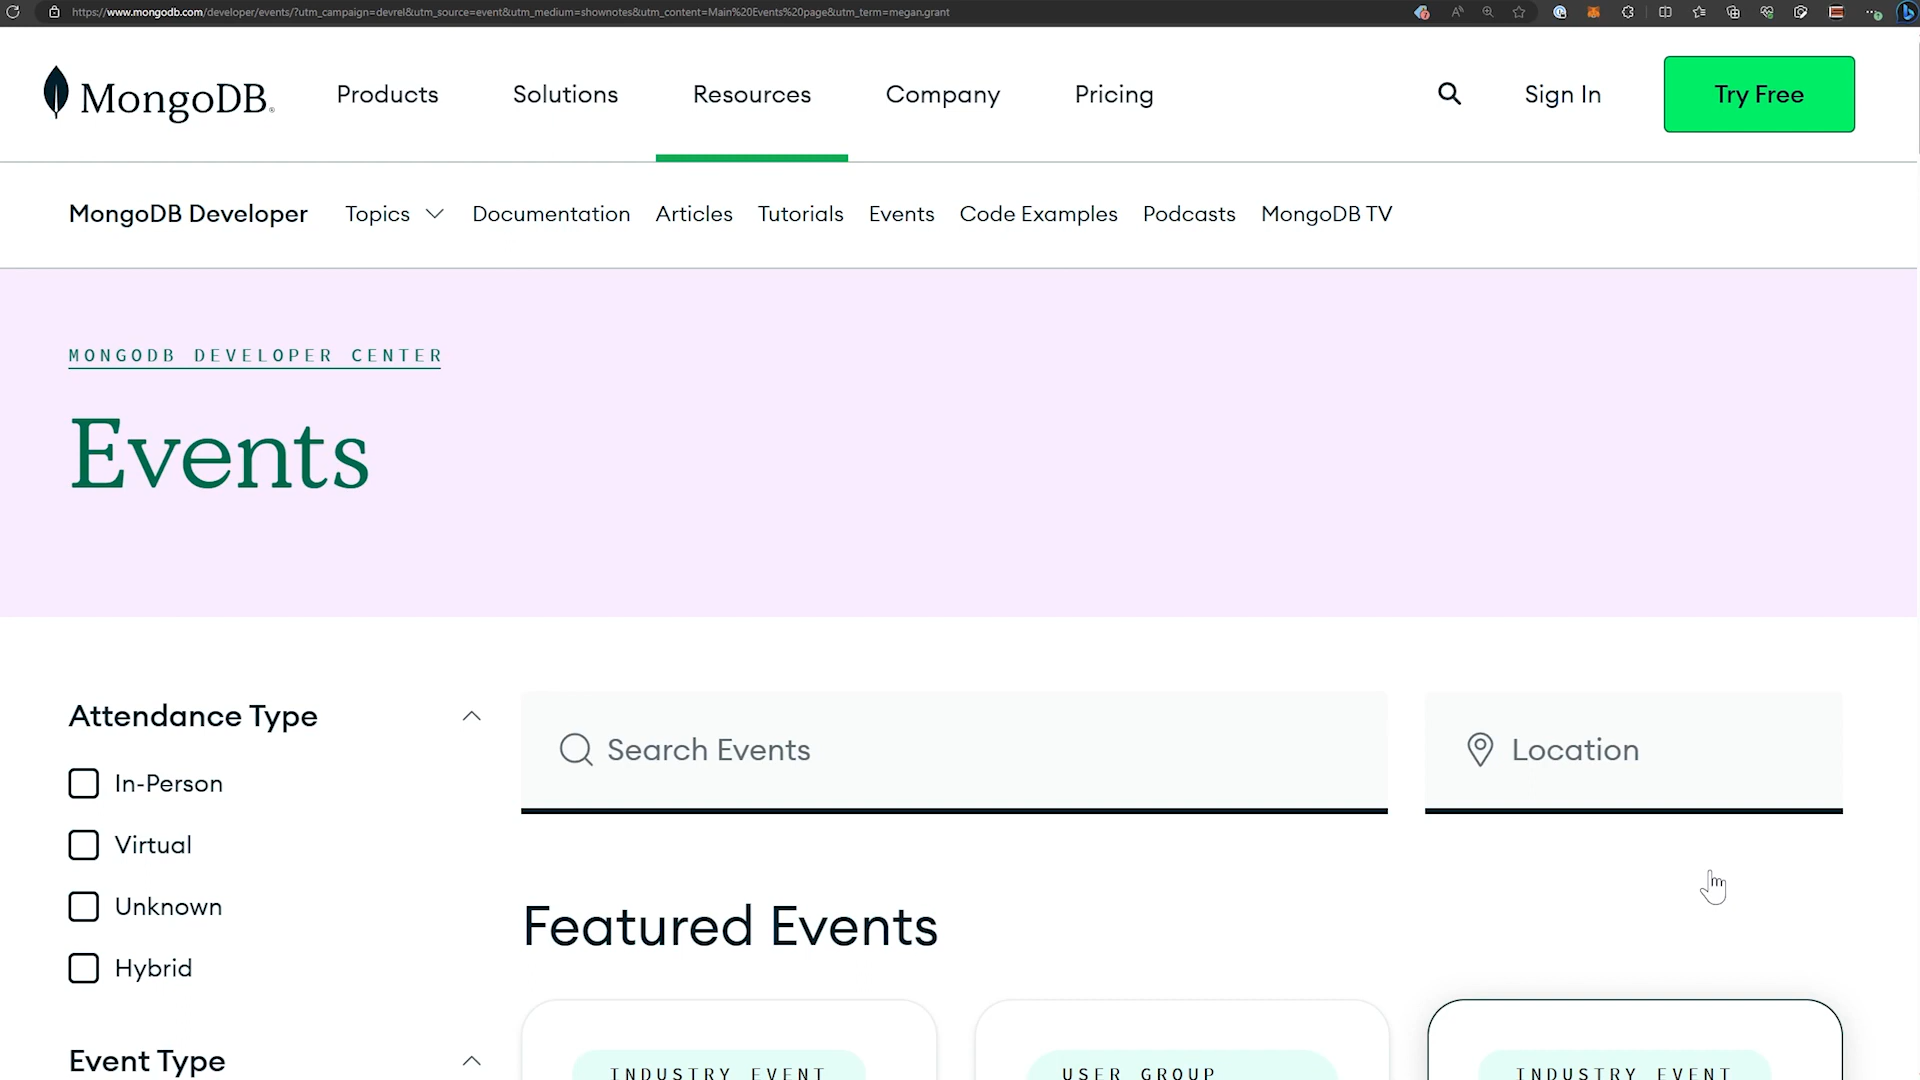 https://www.mongodb.com/developer/events/?utm_campaign=devrel&utm_source=event&utm_medium=shownotes&utm_content=Main%20Events%20page&utm_term=megan.grant
MongoDB.
Products
Solutions
Resources
Company
Pricing
Sign In
Try Free
MongoDB Developer
Topics
Documentation
Articles
Tutorials
Events
Code Examples
Podcasts
MongoDB TV
MONGODB DEVELOPER CENTER
Events
Attendance Type
In-Person
Virtual
Unknown
Hybrid
Event Type
Search Events
Location
Featured Events
INDUSTRY EVENT
USER GROUP
INDUSTRY EVENT